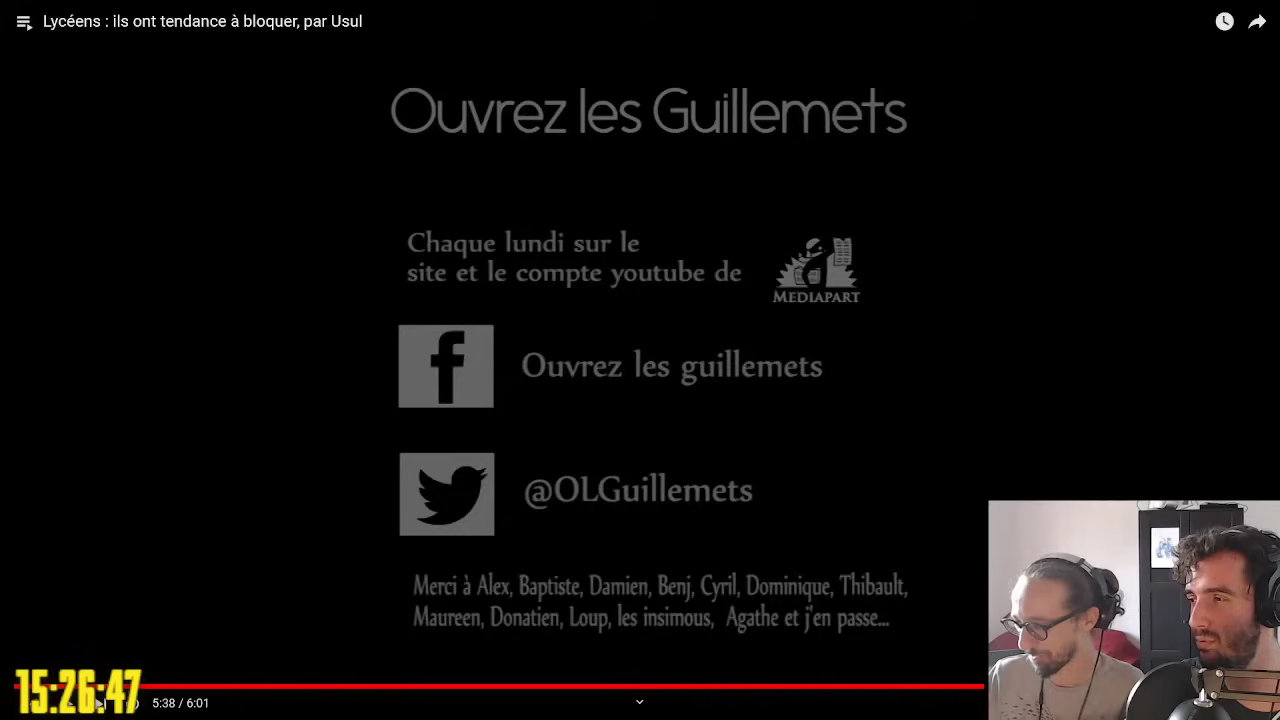 Lycéens : ils ont tendance à bloquer, par Usul
Ouvrez les Guillemets
Chaque lundi sur le
site et le compte youtube de
MEDIAPART
Ouvrez les guillemets
@OLGuillemets
Merci à Alex, Baptiste, Damien, Benj, Cyril, Dominique, Thibault,
Maureen, Donatien, Loup, les insimous, Agathe et j'en passe...
15:26:47
5:38 / 6:01